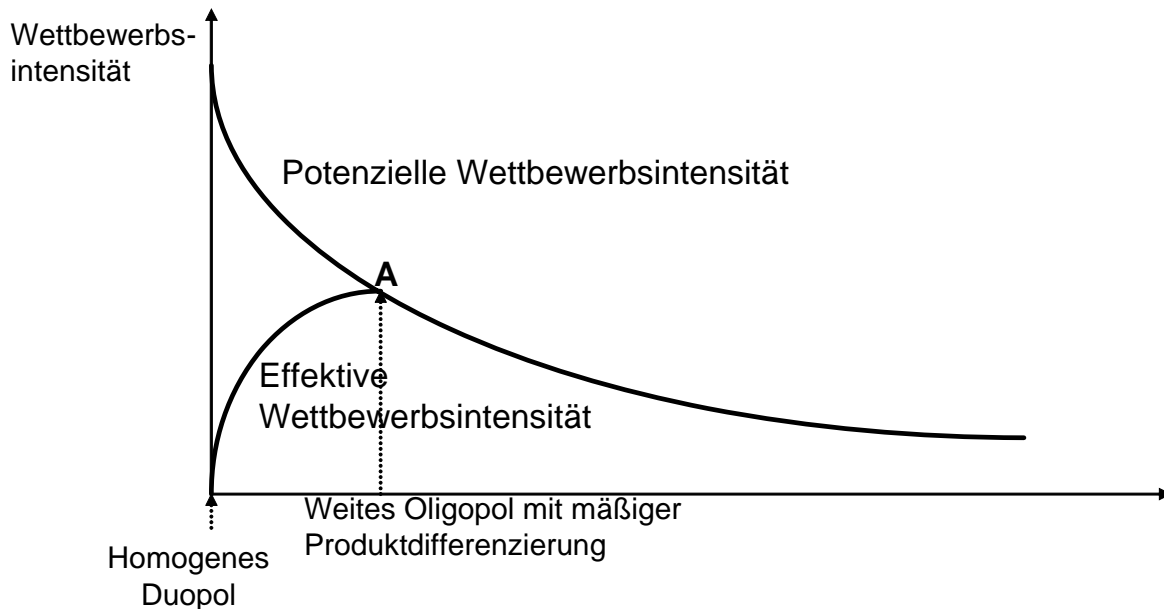 Wettbewerbs-
intensität
Potenzielle Wettbewerbsintensität
A
Effektive
Wettbewerbsintensität
Weites Oligopol mit mäßiger
Produktdifferenzierung
Homogenes
Duopol